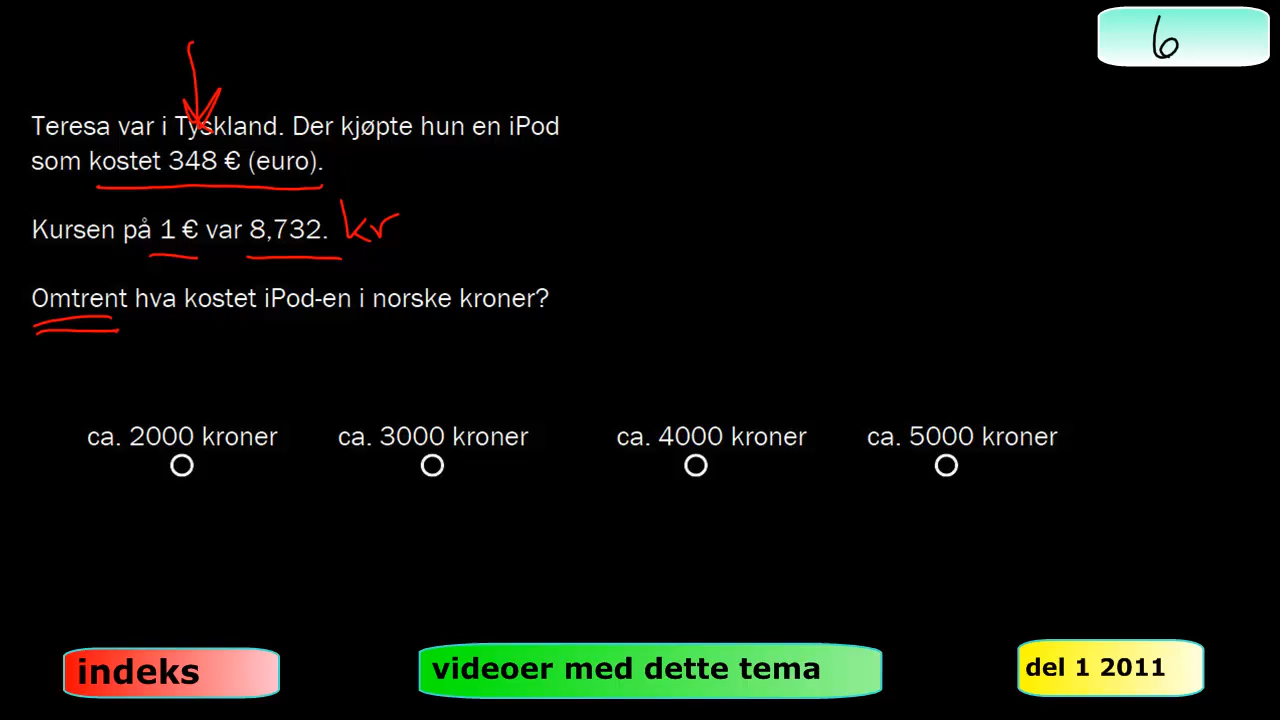 6
Teresa var i Tyskland. Der kjøpte hun en iPod
som kostet 348 € (euro).
Kursen på 1 € var 8,732. kr
Omtrent hva kostet iPod-en i norske kroner?
ca. 2000 kroner ca. 3000 kroner ca. 4000 kroner ca. 5000 kroner
indeks videoer med dette tema del 1 2011